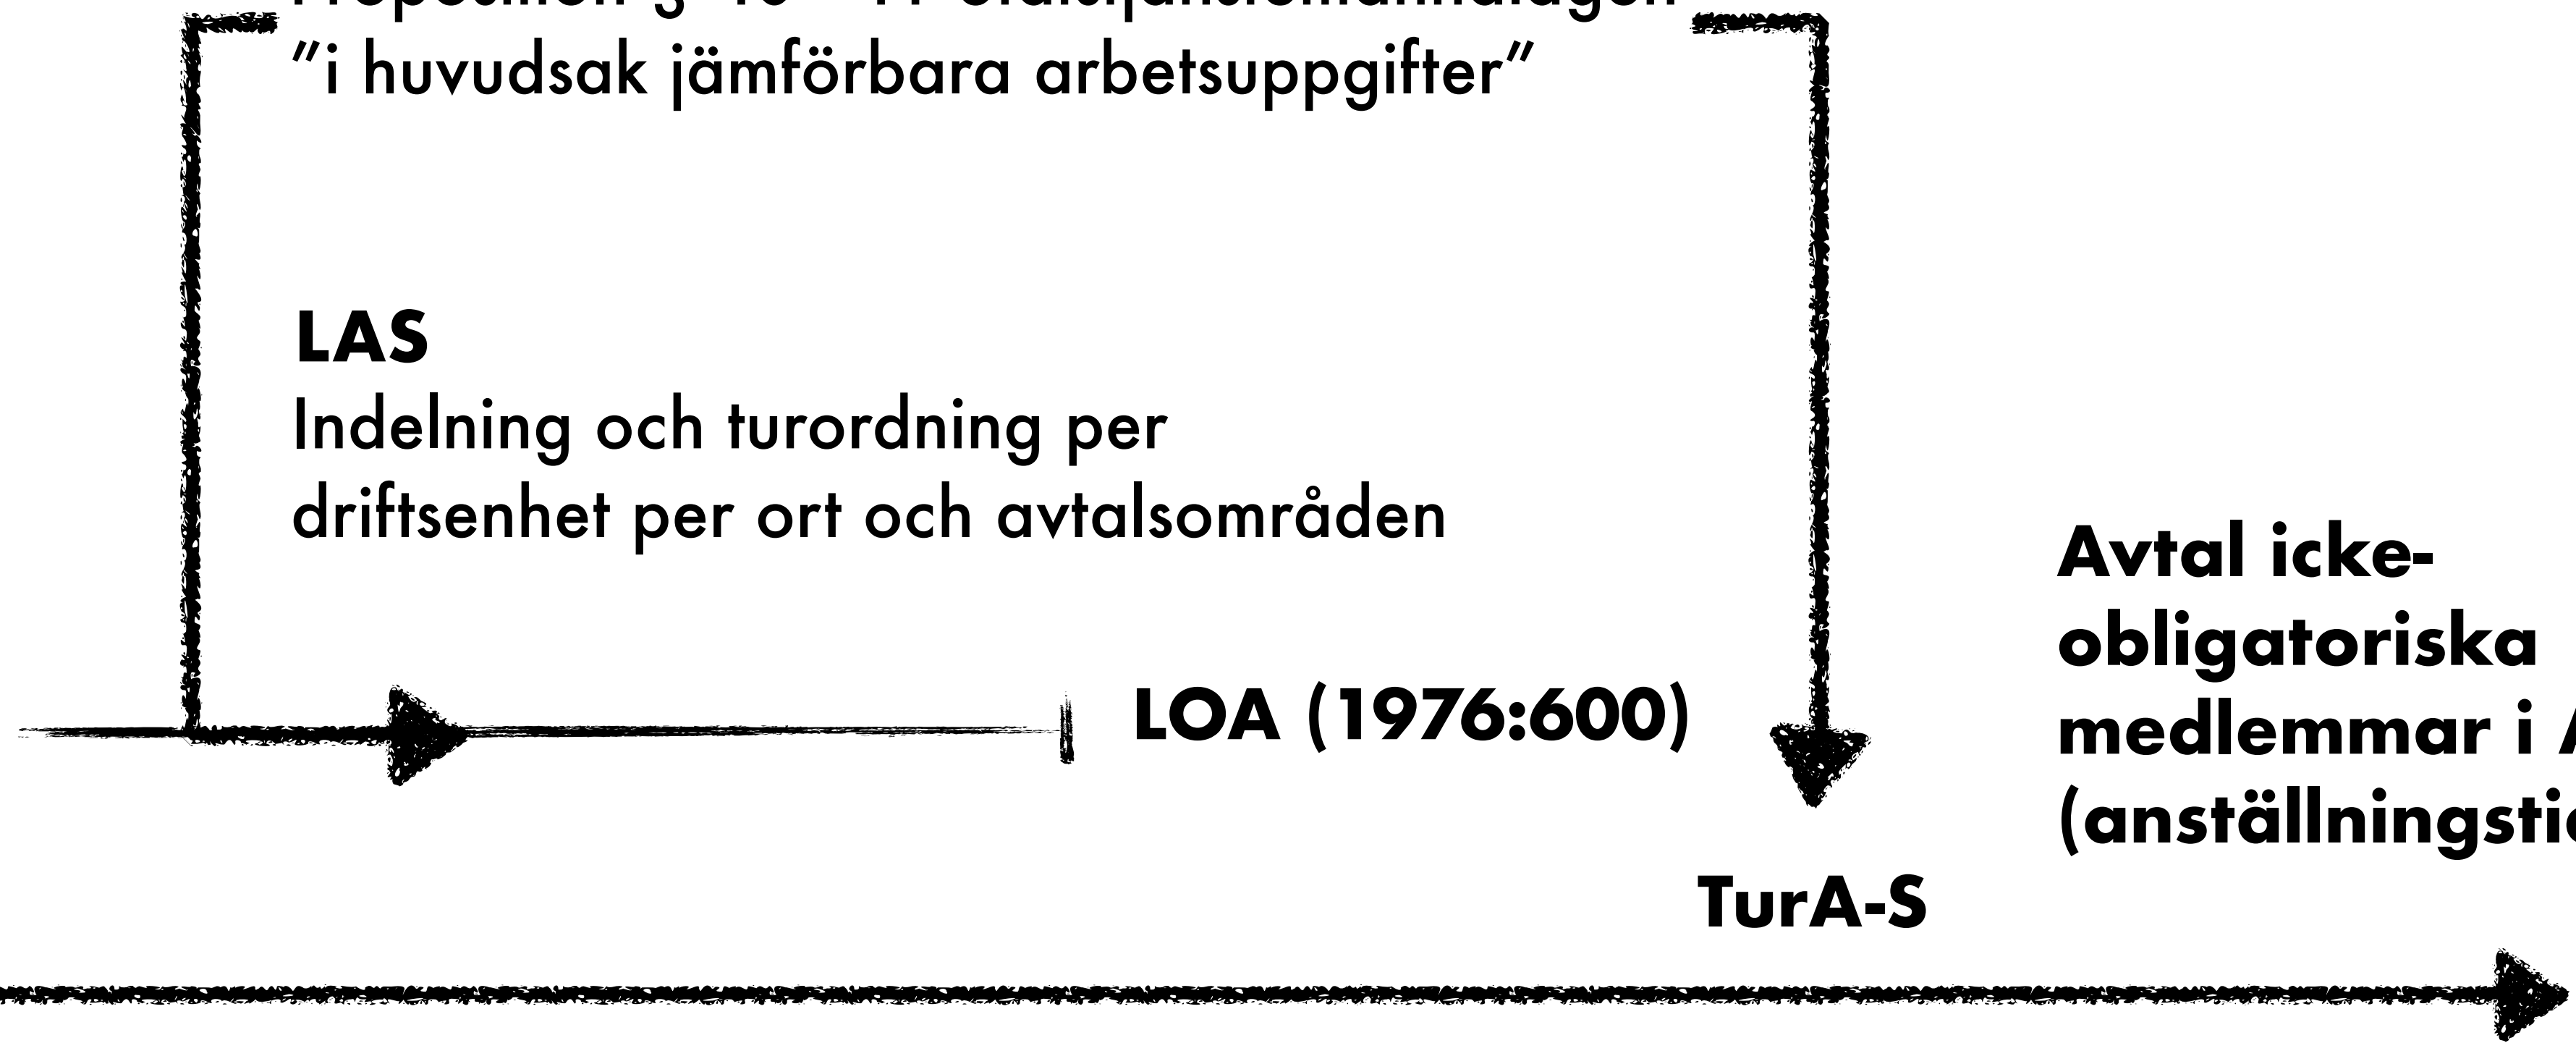 "i huvudsak jämförbara arbetsuppgifter"
LAS
Indelning och turordning per
driftsenhet per ort och avtalsområden
LOA (1976:600)
TurA-S
Avtal icke-
obligatoriska
medlemmar i